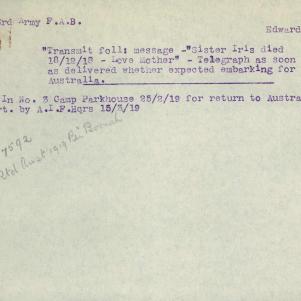 3rd Army F.A.B.
Edward
"Transmit foll: message -"Sister Iris died
18/12/18 - Love Mother" - Telegraph as soon
as delivered whether expected embarking for
Australia.
In No. 3 Camp Parkhouse 25/2/19 for return to Austra
rt. by A.I.F.Hqrs 15/3/19
7592